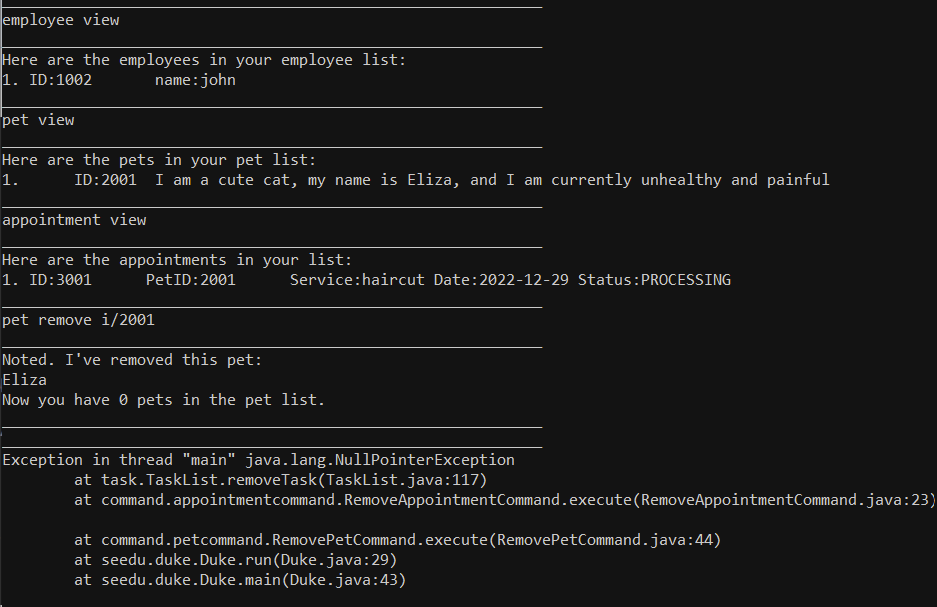 employee view
Here are the employees in your employee list:
1. ID:1002 name:john
pet view
Here are the pets in your pet list:
1. ID:2001 I am a cute cat, my name is Eliza, and I am currently unhealthy and painful
appointment view
Here are the appointments in your list:
1. ID:3001 PetID:2001 Service:haircut Date:2022-12-29 Status:PROCESSING
pet remove i/2001
Noted. I've removed this pet:
Eliza
Now you have 0 pets in the pet list.
Exception in thread "main" java.lang.NullPointerException
at task.TaskList.removeTask(TaskList.java:117)
at command.appointmentcommand.RemoveAppointmentCommand.execute(RemoveAppointmentCommand.java:23)
at command.petcommand.RemovePetCommand.execute(RemovePetCommand.java:44)
at seedu.duke.Duke.run(Duke.java:29)
at seedu.duke.Duke.main(Duke.java:43)